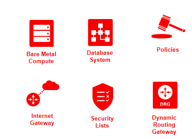 Bare Metal
Compute
Database
System
Policies
Internet
Gateway
Security
Lists
DRG
Dynamic
Routing
Gateway